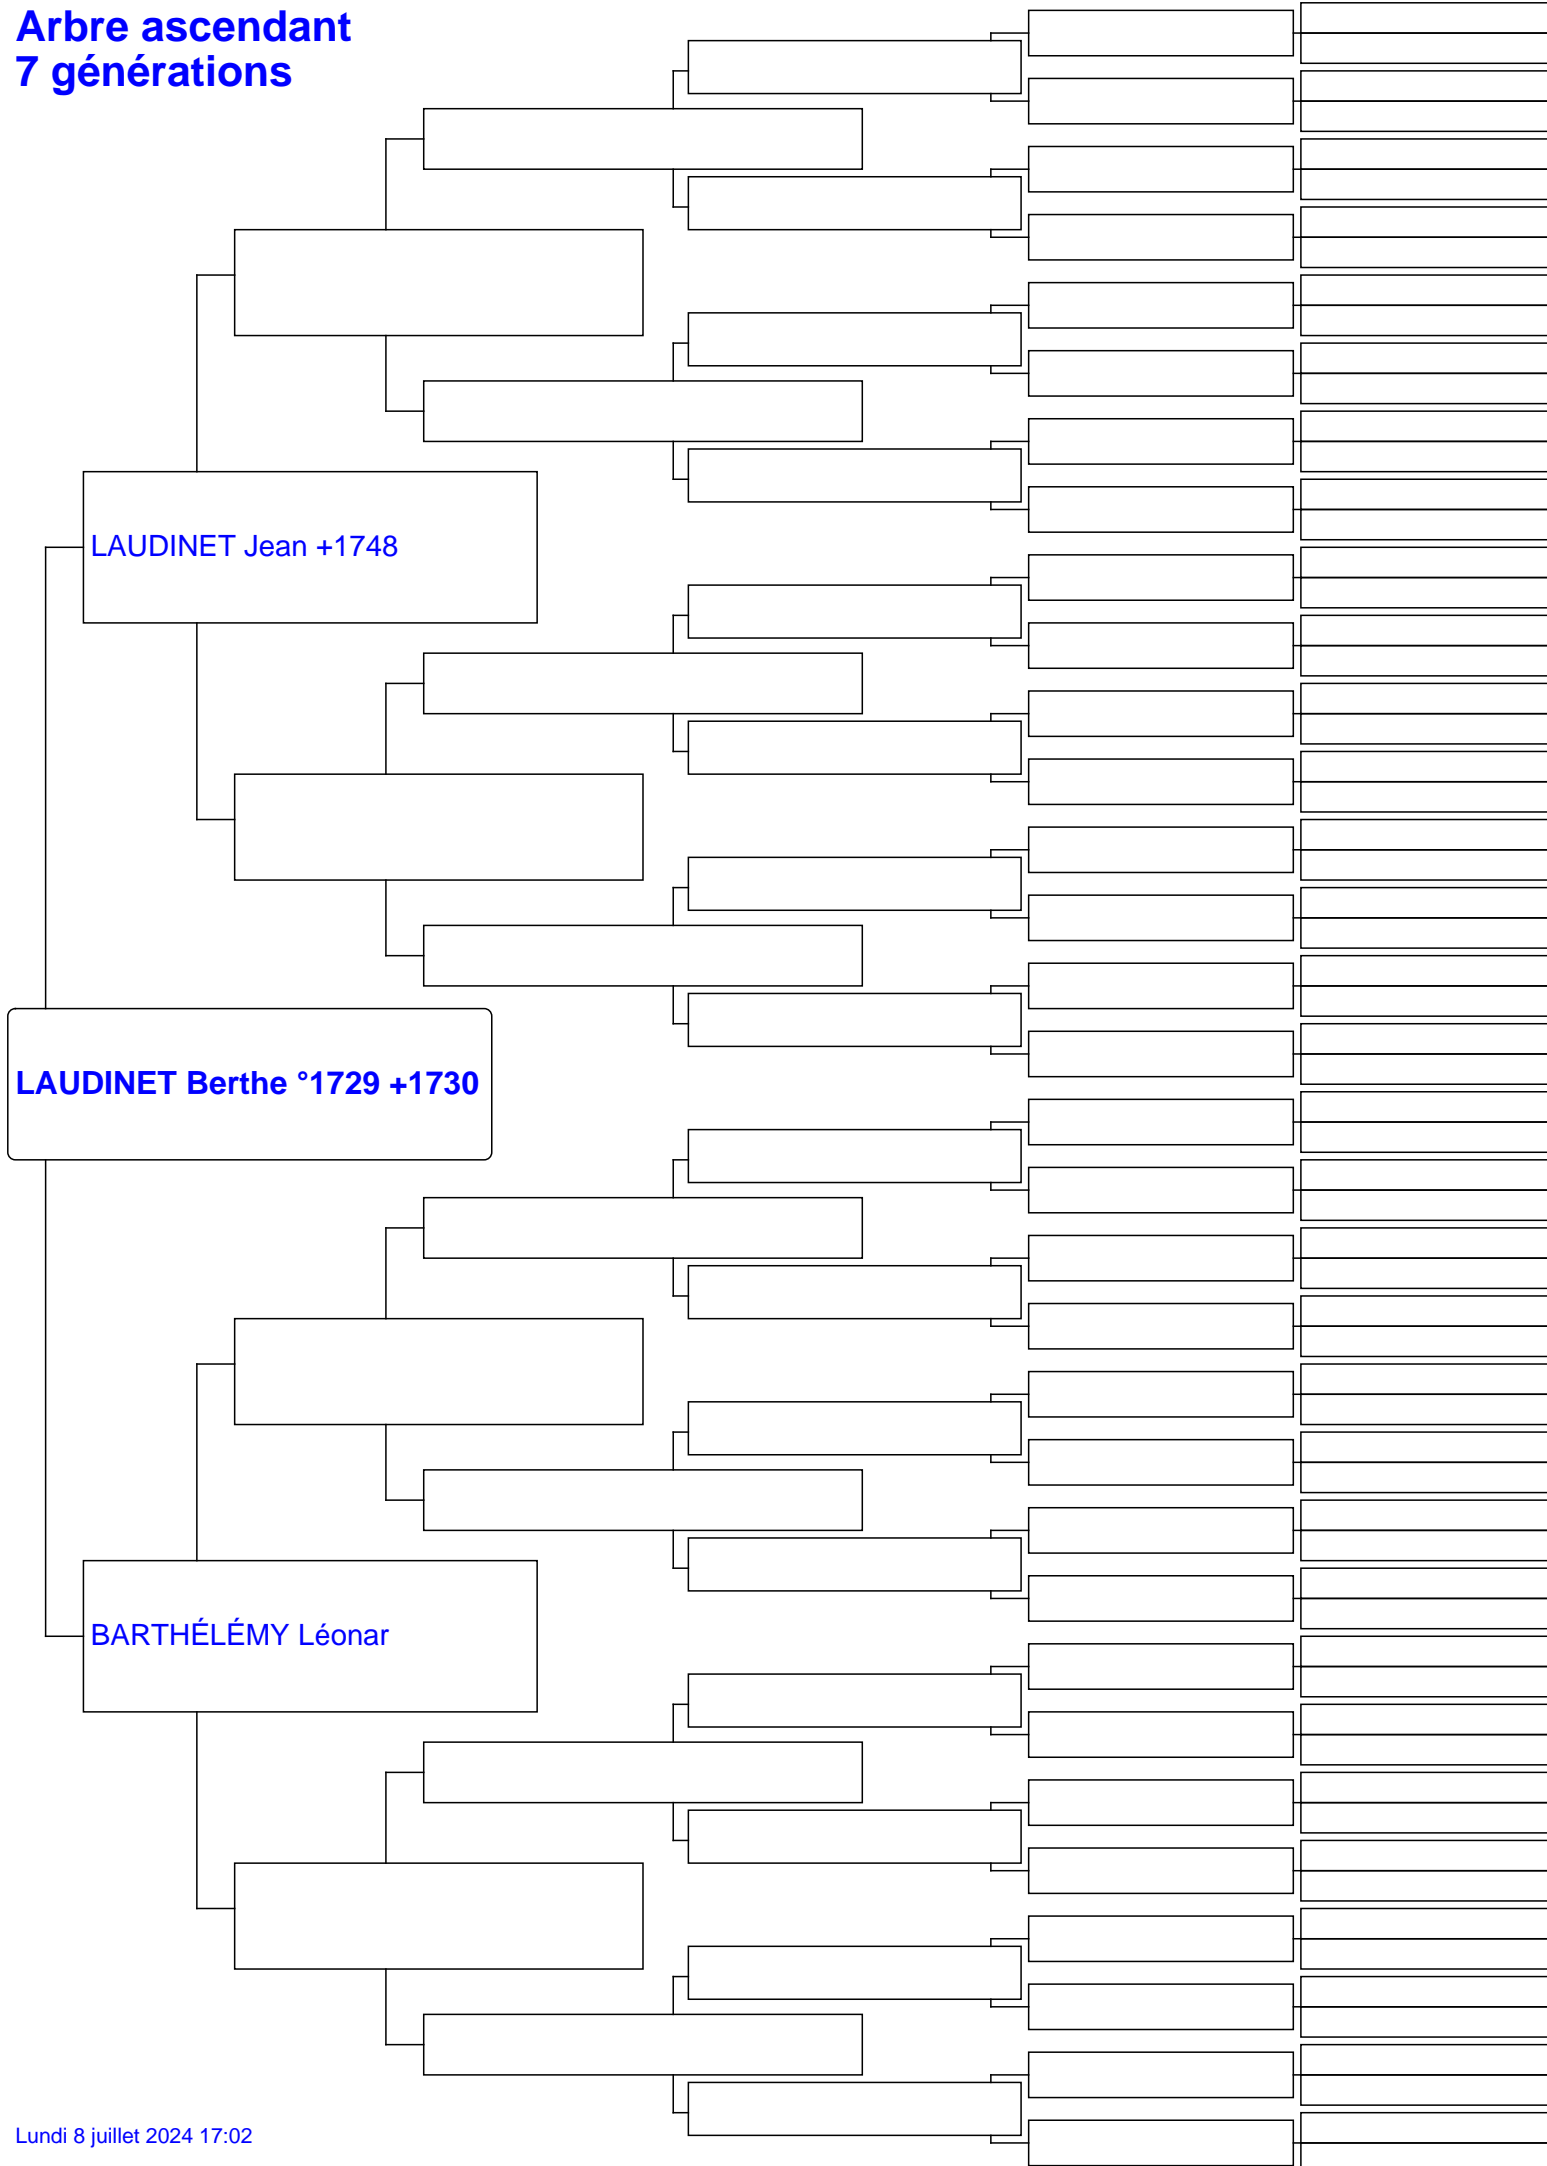 Arbre ascendant
7 générations
LAUDINET Jean +1748
LAUDINET Berthe °1729 +1730
BARTHÉLÉMY Léonar
Lundi 8 juillet 2024 17:02